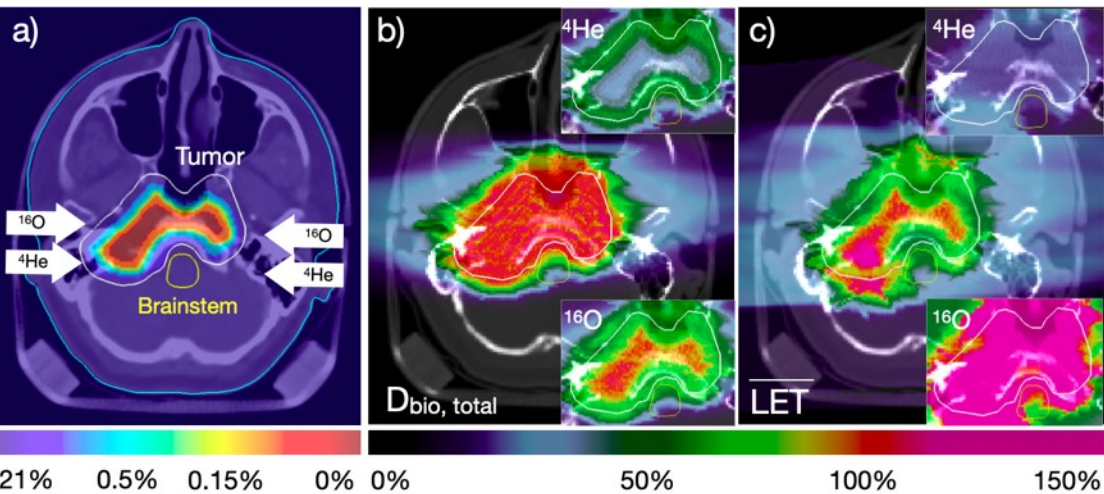 a)
Tumor
¹⁶O
⁴He
¹⁶O
⁴He
Brainstem
21% 0.5% 0.15% 0%
b)
⁴He
¹⁶O
D_bio, total
c)
⁴He
¹⁶O
LET
0% 50% 100% 150%